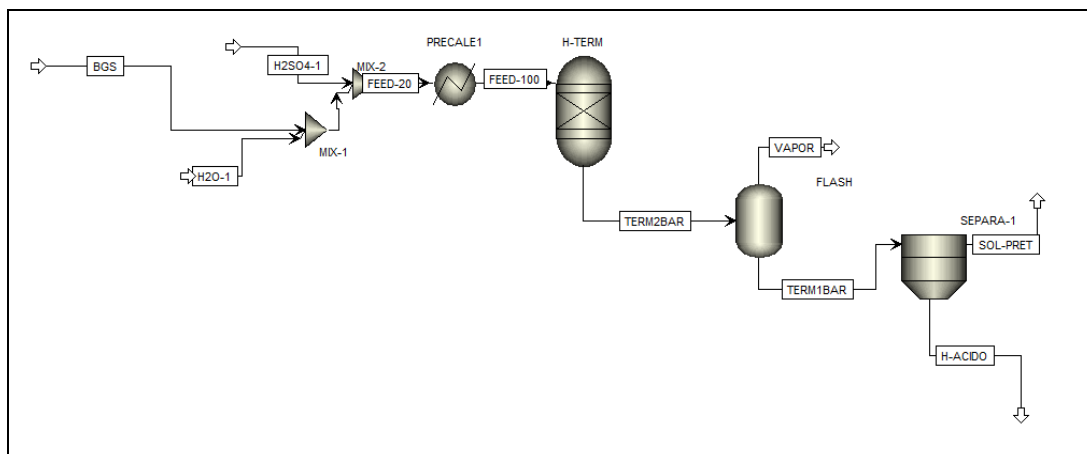 PRECALE1
H-TERM
BGS
H2SO4-1
MIX-2
FEED-20
FEED-100
MIX-1
H2O-1
VAPOR
FLASH
TERM2BAR
SEPARA-1
SOL-PRET
TERM1BAR
H-ACIDO